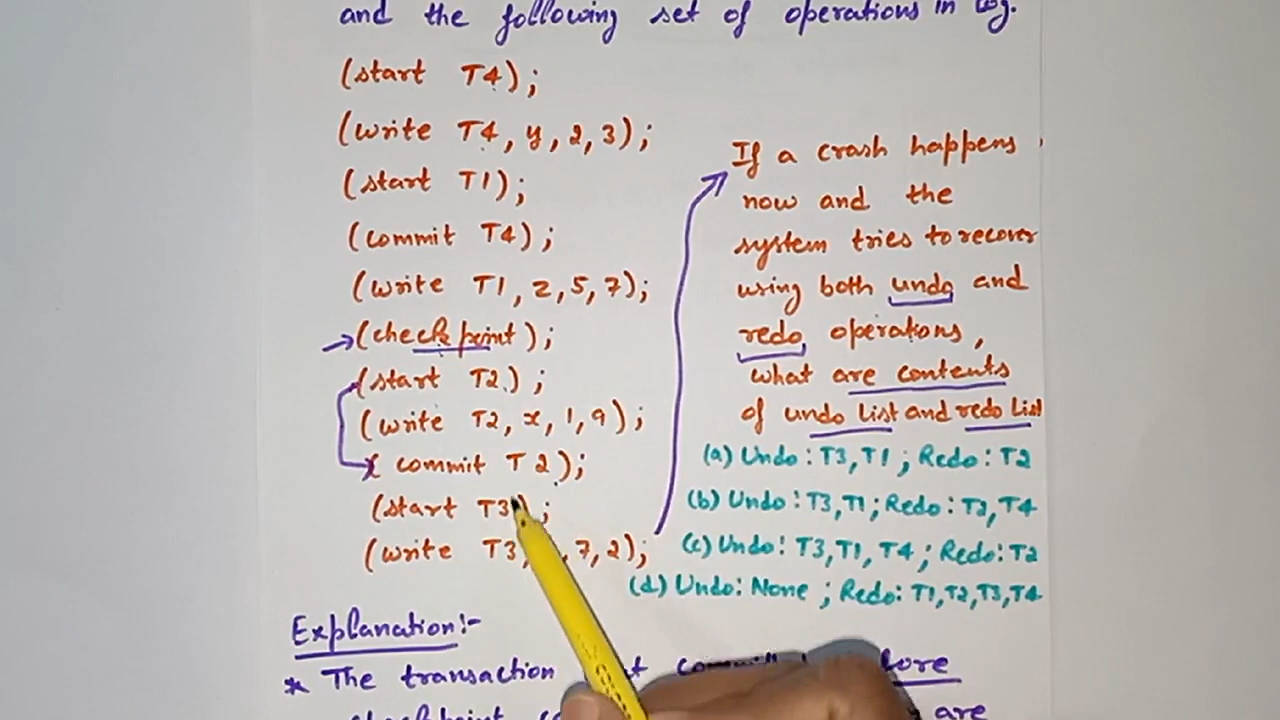 and the following set of operations in log.
(start T4);
(write T4, y, 2, 3);
(start T1);
(commit T4);
(write T1, z, 5, 7);
(checkpoint);
(start T2);
(write T2, x, 1, 9);
(commit T2);
(start T3);
(write T3, 7, 2);
If a crash happens
now and the
system tries to recover
using both undo and
redo operations,
what are contents
of undo list and redo list
(a) Undo: T3, T1; Redo: T2
(b) Undo: T3, T1; Redo: T2, T4
(c) Undo: T3, T1, T4; Redo: T2
(d) Undo: None; Redo: T1, T2, T3, T4
Explanation:-
* The transaction
are